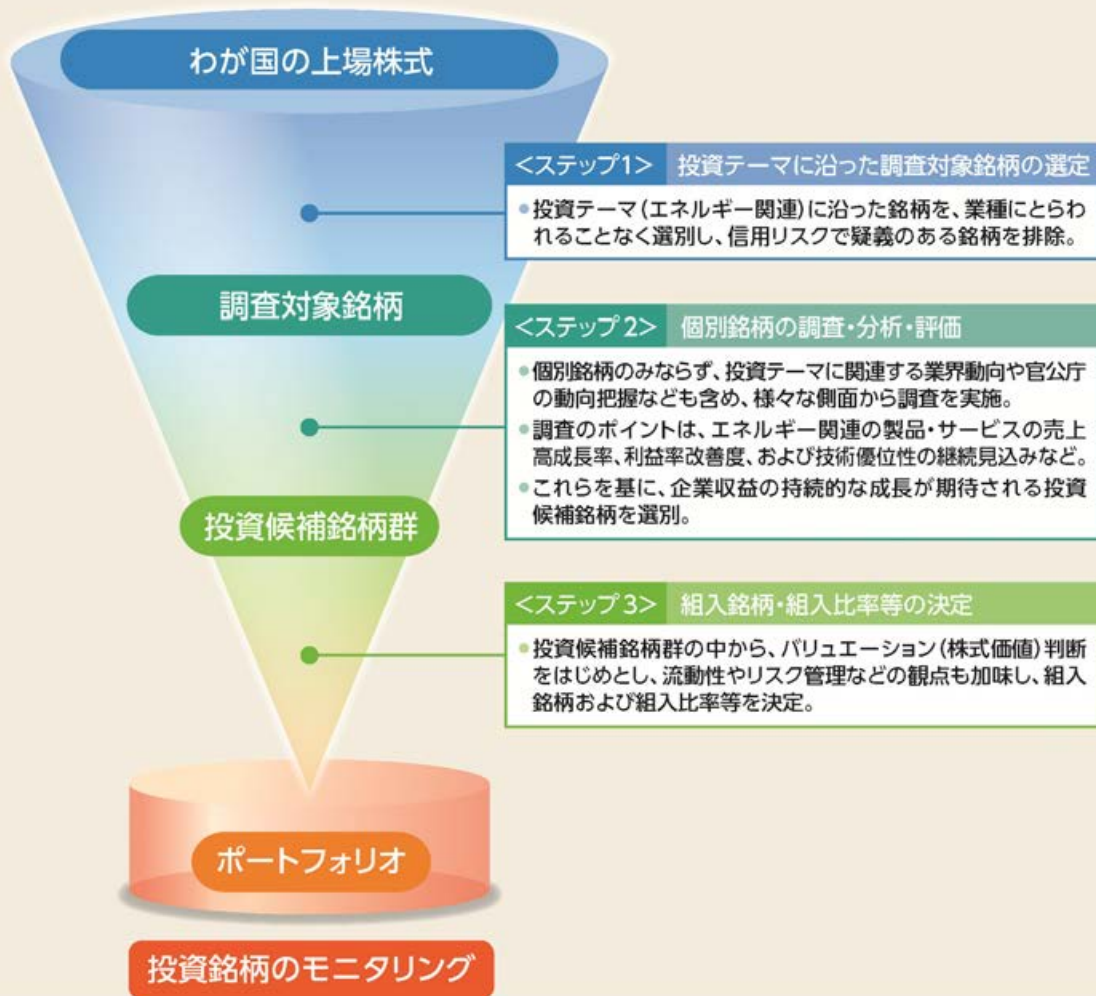 わが国の上場株式
<ステップ1> 投資テーマに沿った調査対象銘柄の選定
•投資テーマ(エネルギー関連)に沿った銘柄を、業種にとらわ
れることなく選別し、信用リスクで疑義のある銘柄を排除。
調査対象銘柄
<ステップ2> 個別銘柄の調査・分析・評価
•個別銘柄のみならず、投資テーマに関連する業界動向や官公庁
の動向把握なども含め、様々な側面から調査を実施。
•調査のポイントは、エネルギー関連の製品・サービスの売上
高成長率、利益率改善度、および技術優位性の継続見込みなど。
•これらを基に、企業収益の持続的な成長が期待される投資
候補銘柄を選別。
投資候補銘柄群
<ステップ3> 組入銘柄・組入比率等の決定
•投資候補銘柄群の中から、バリュエーション(株式価値)判断
をはじめとし、流動性やリスク管理などの観点も加味し、組入
銘柄および組入比率等を決定。
ポートフォリオ
投資銘柄のモニタリング